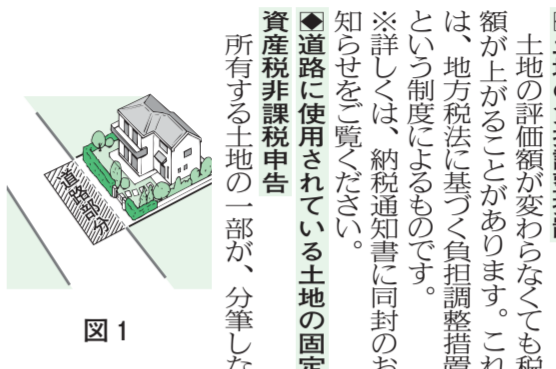 土地の評価額が変わらなくても税
額が上がることがあります。これ
は、地方税法に基づく負担調整措置
という制度によるものです。
※詳しくは、納税通知書に同封のお
知らせをご覧ください。
◆道路に使用されている土地の固定
資産税非課税申告
所有する土地の一部が、分筆しな
道路部分
図1